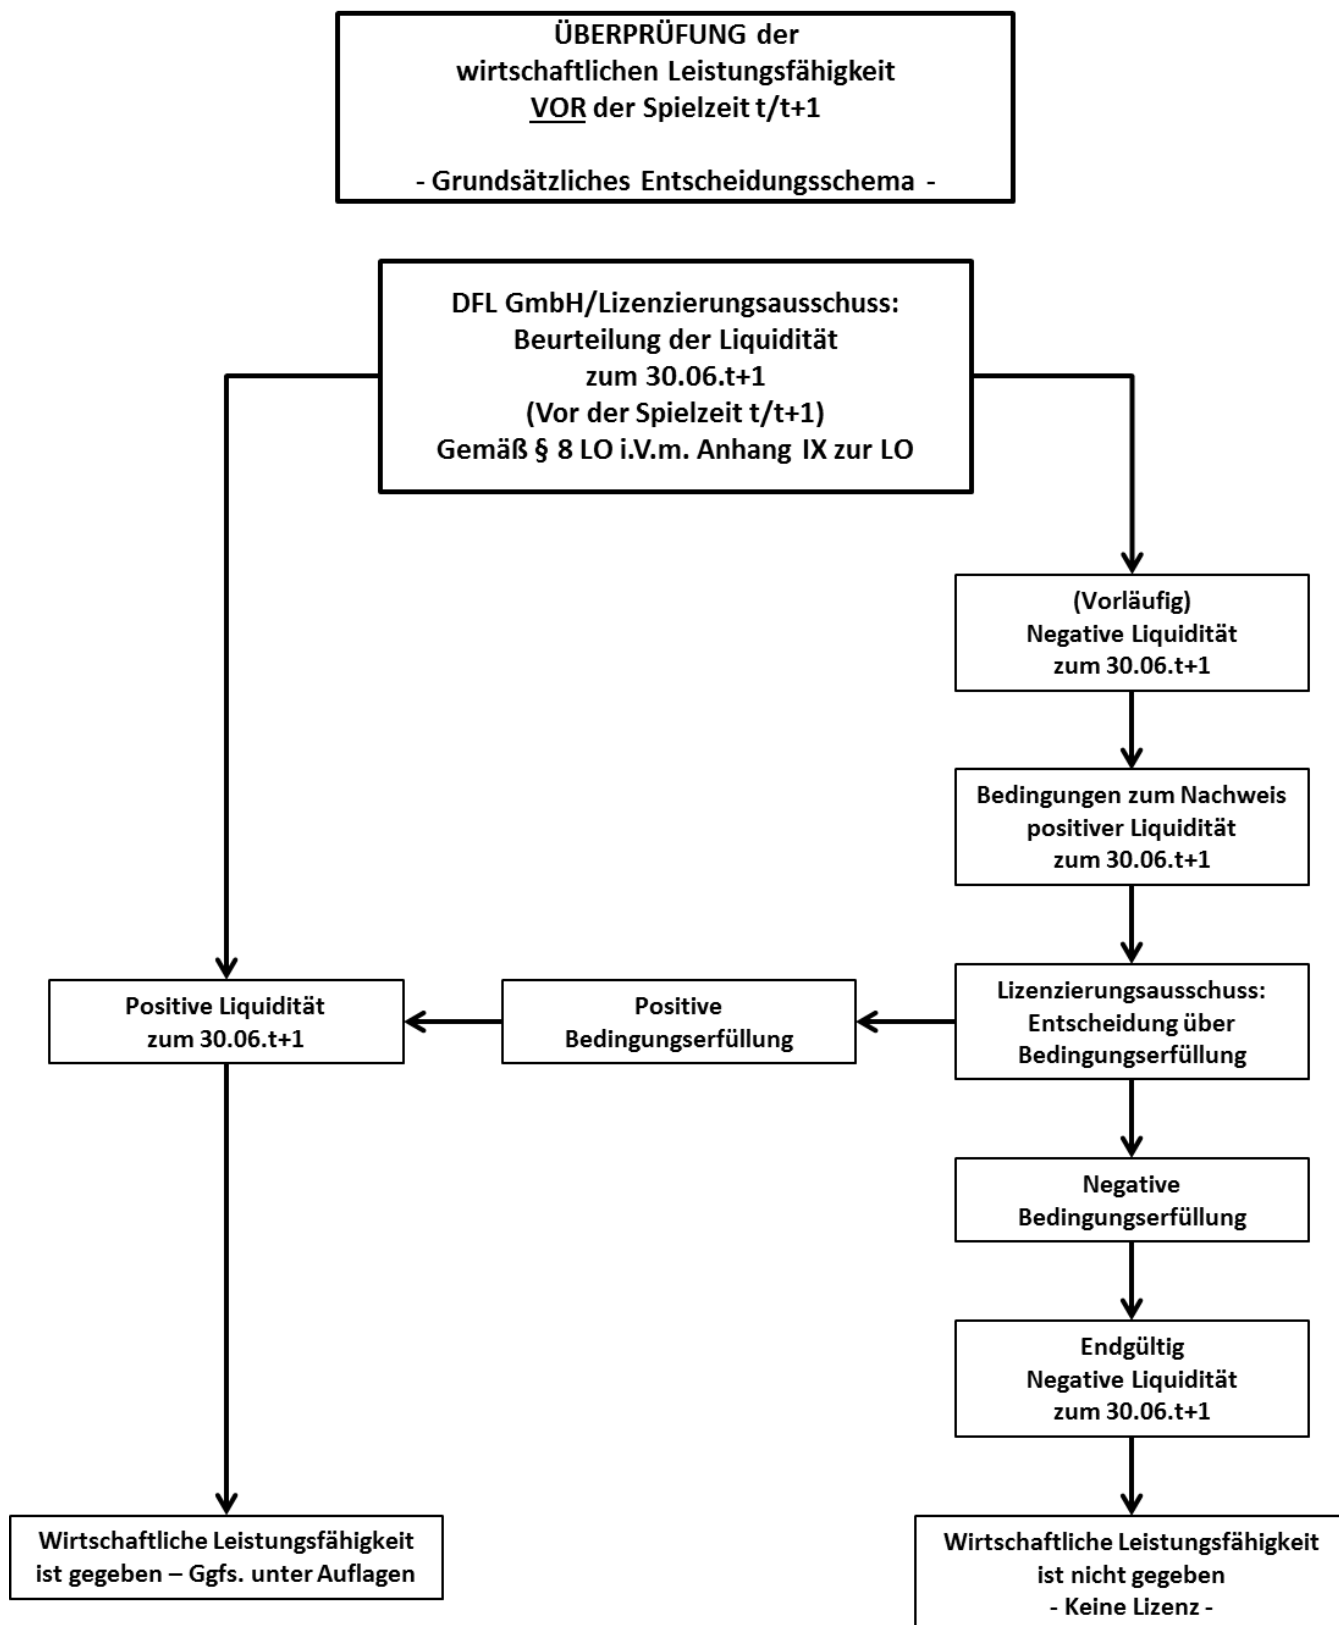 ÜBERPRÜFUNG der
wirtschaftlichen Leistungsfähigkeit
VOR der Spielzeit t/t+1
- Grundsätzliches Entscheidungsschema -
DFL GmbH/Lizenzierungsausschuss:
Beurteilung der Liquidität
zum 30.06.t+1
(Vor der Spielzeit t/t+1)
Gemäß § 8 LO i.V.m. Anhang IX zur LO
(Vorläufig)
Negative Liquidität
zum 30.06.t+1
Bedingungen zum Nachweis
positiver Liquidität
zum 30.06.t+1
Positive Liquidität
zum 30.06.t+1
Positive
Bedingungserfüllung
Lizenzierungsausschuss:
Entscheidung über
Bedingungserfüllung
Negative
Bedingungserfüllung
Endgültig
Negative Liquidität
zum 30.06.t+1
Wirtschaftliche Leistungsfähigkeit
ist gegeben – Ggfs. unter Auflagen
Wirtschaftliche Leistungsfähigkeit
ist nicht gegeben
- Keine Lizenz -